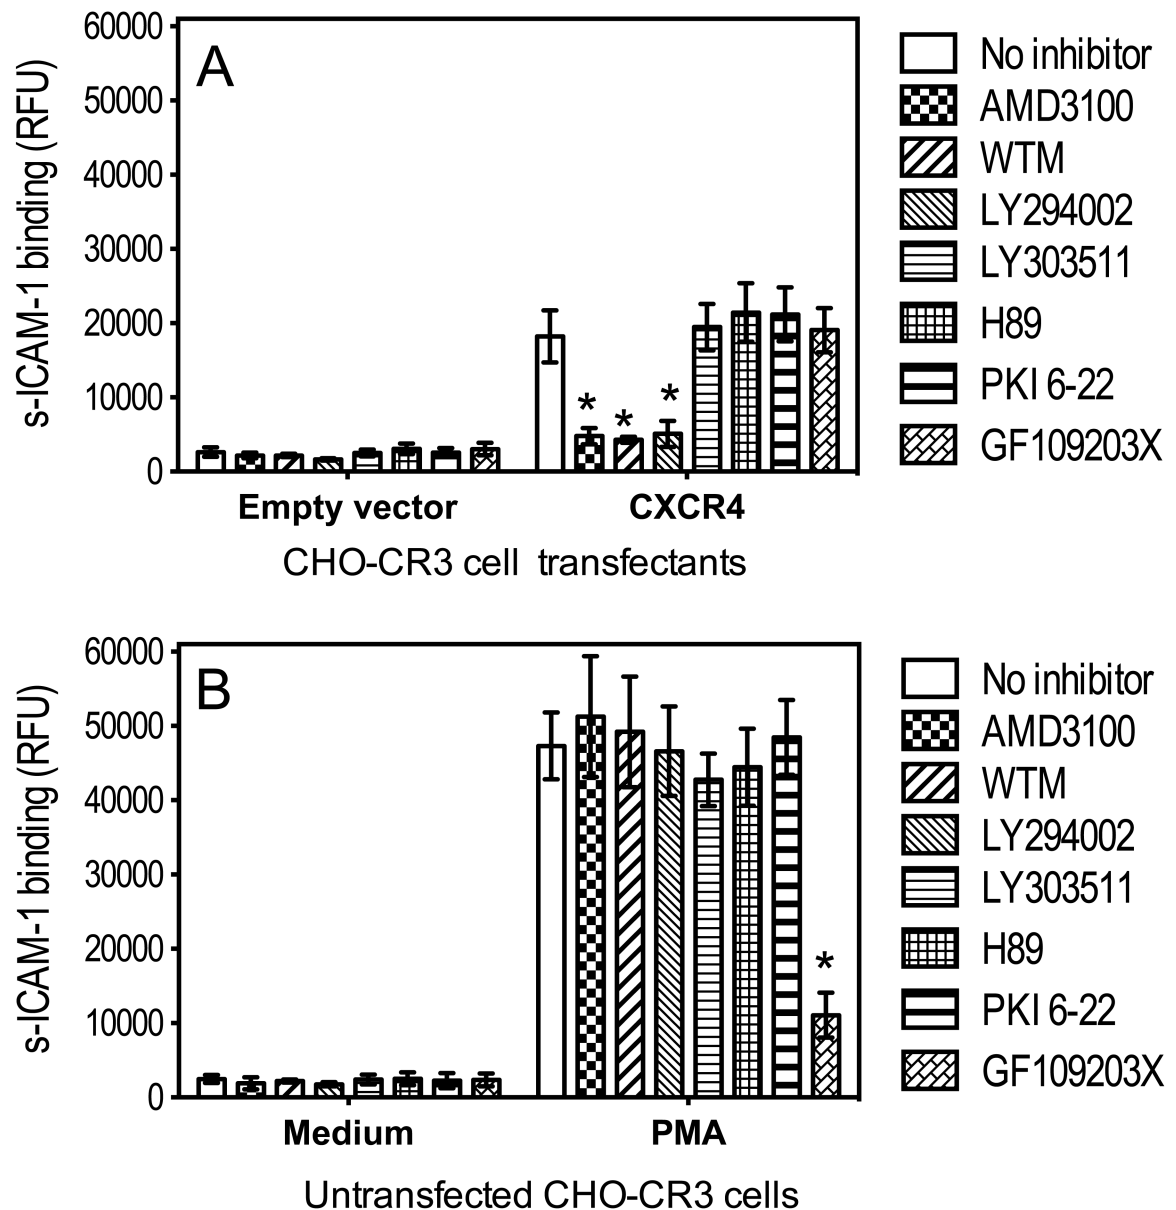 A
60000
50000
40000
30000
20000
10000
0
s-ICAM-1 binding (RFU)
* * *
Empty vector CXCR4
CHO-CR3 cell transfectants
No inhibitor
AMD3100
WTM
LY294002
LY303511
H89
PKI 6-22
GF109203X
B
60000
50000
40000
30000
20000
10000
0
s-ICAM-1 binding (RFU)
*
Medium PMA
Untransfected CHO-CR3 cells
No inhibitor
AMD3100
WTM
LY294002
LY303511
H89
PKI 6-22
GF109203X